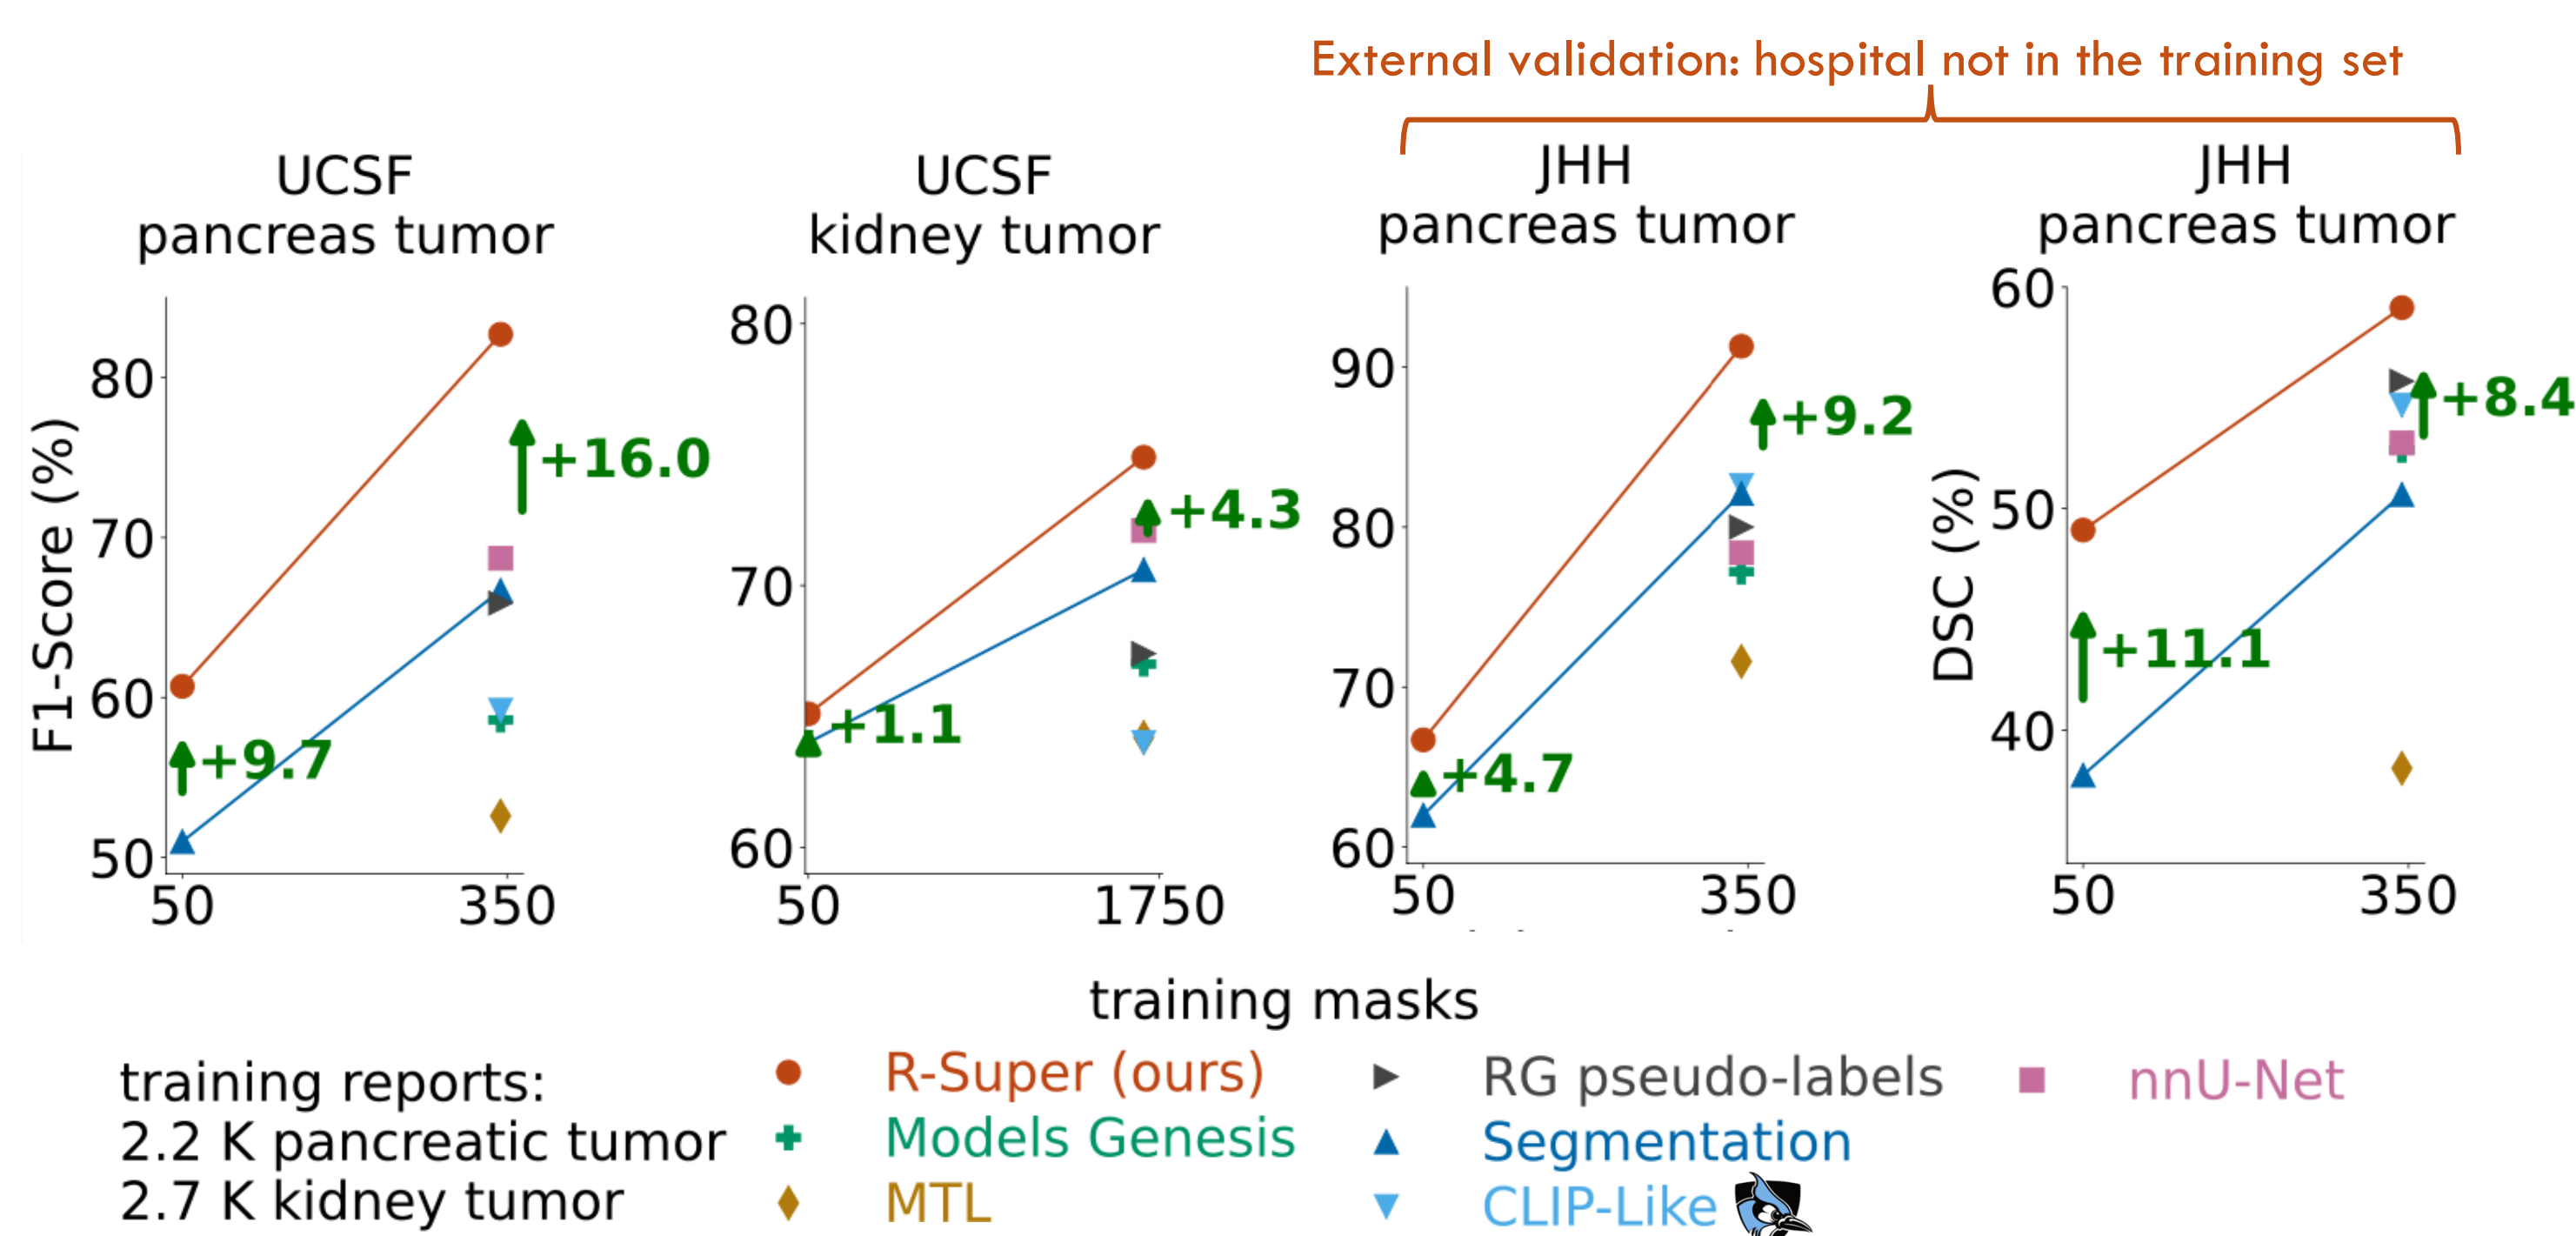 External validation: hospital not in the training set
UCSF
pancreas tumor
F1-Score (%)
80
70
60
50
50
350
+16.0
+9.7
UCSF
kidney tumor
80
70
60
50
1750
+4.3
+1.1
JHH
pancreas tumor
90
80
70
60
50
350
+9.2
+4.7
JHH
pancreas tumor
DSC (%)
60
50
40
50
350
+8.4
+11.1
training masks
training reports:
2.2 K pancreatic tumor
2.7 K kidney tumor
R-Super (ours)
Models Genesis
MTL
RG pseudo-labels
Segmentation
CLIP-Like
nnU-Net